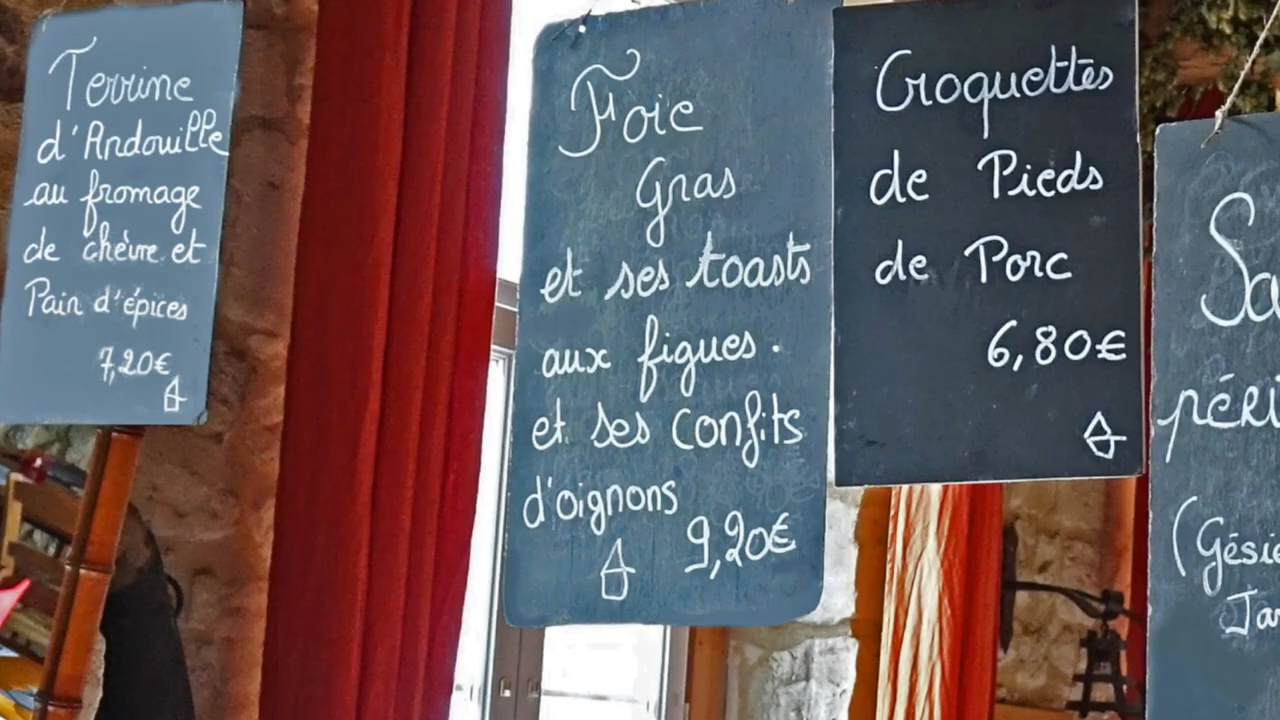 Terrine
d'Andouille
au fromage
de chèvre et
Pain d'épices
7,20€
Foie
Gras
et ses toasts
aux figues.
et ses confits
d'oignons
9,20€
Croquettes
de Pieds
de Porc
6,80€